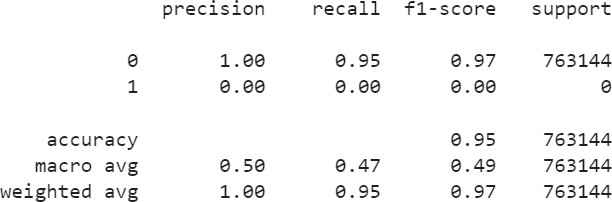 precision recall f1-score support
0 1.00 0.95 0.97 763144
1 0.00 0.00 0.00 0
accuracy 0.95 763144
macro avg 0.50 0.47 0.49 763144
weighted avg 1.00 0.95 0.97 763144